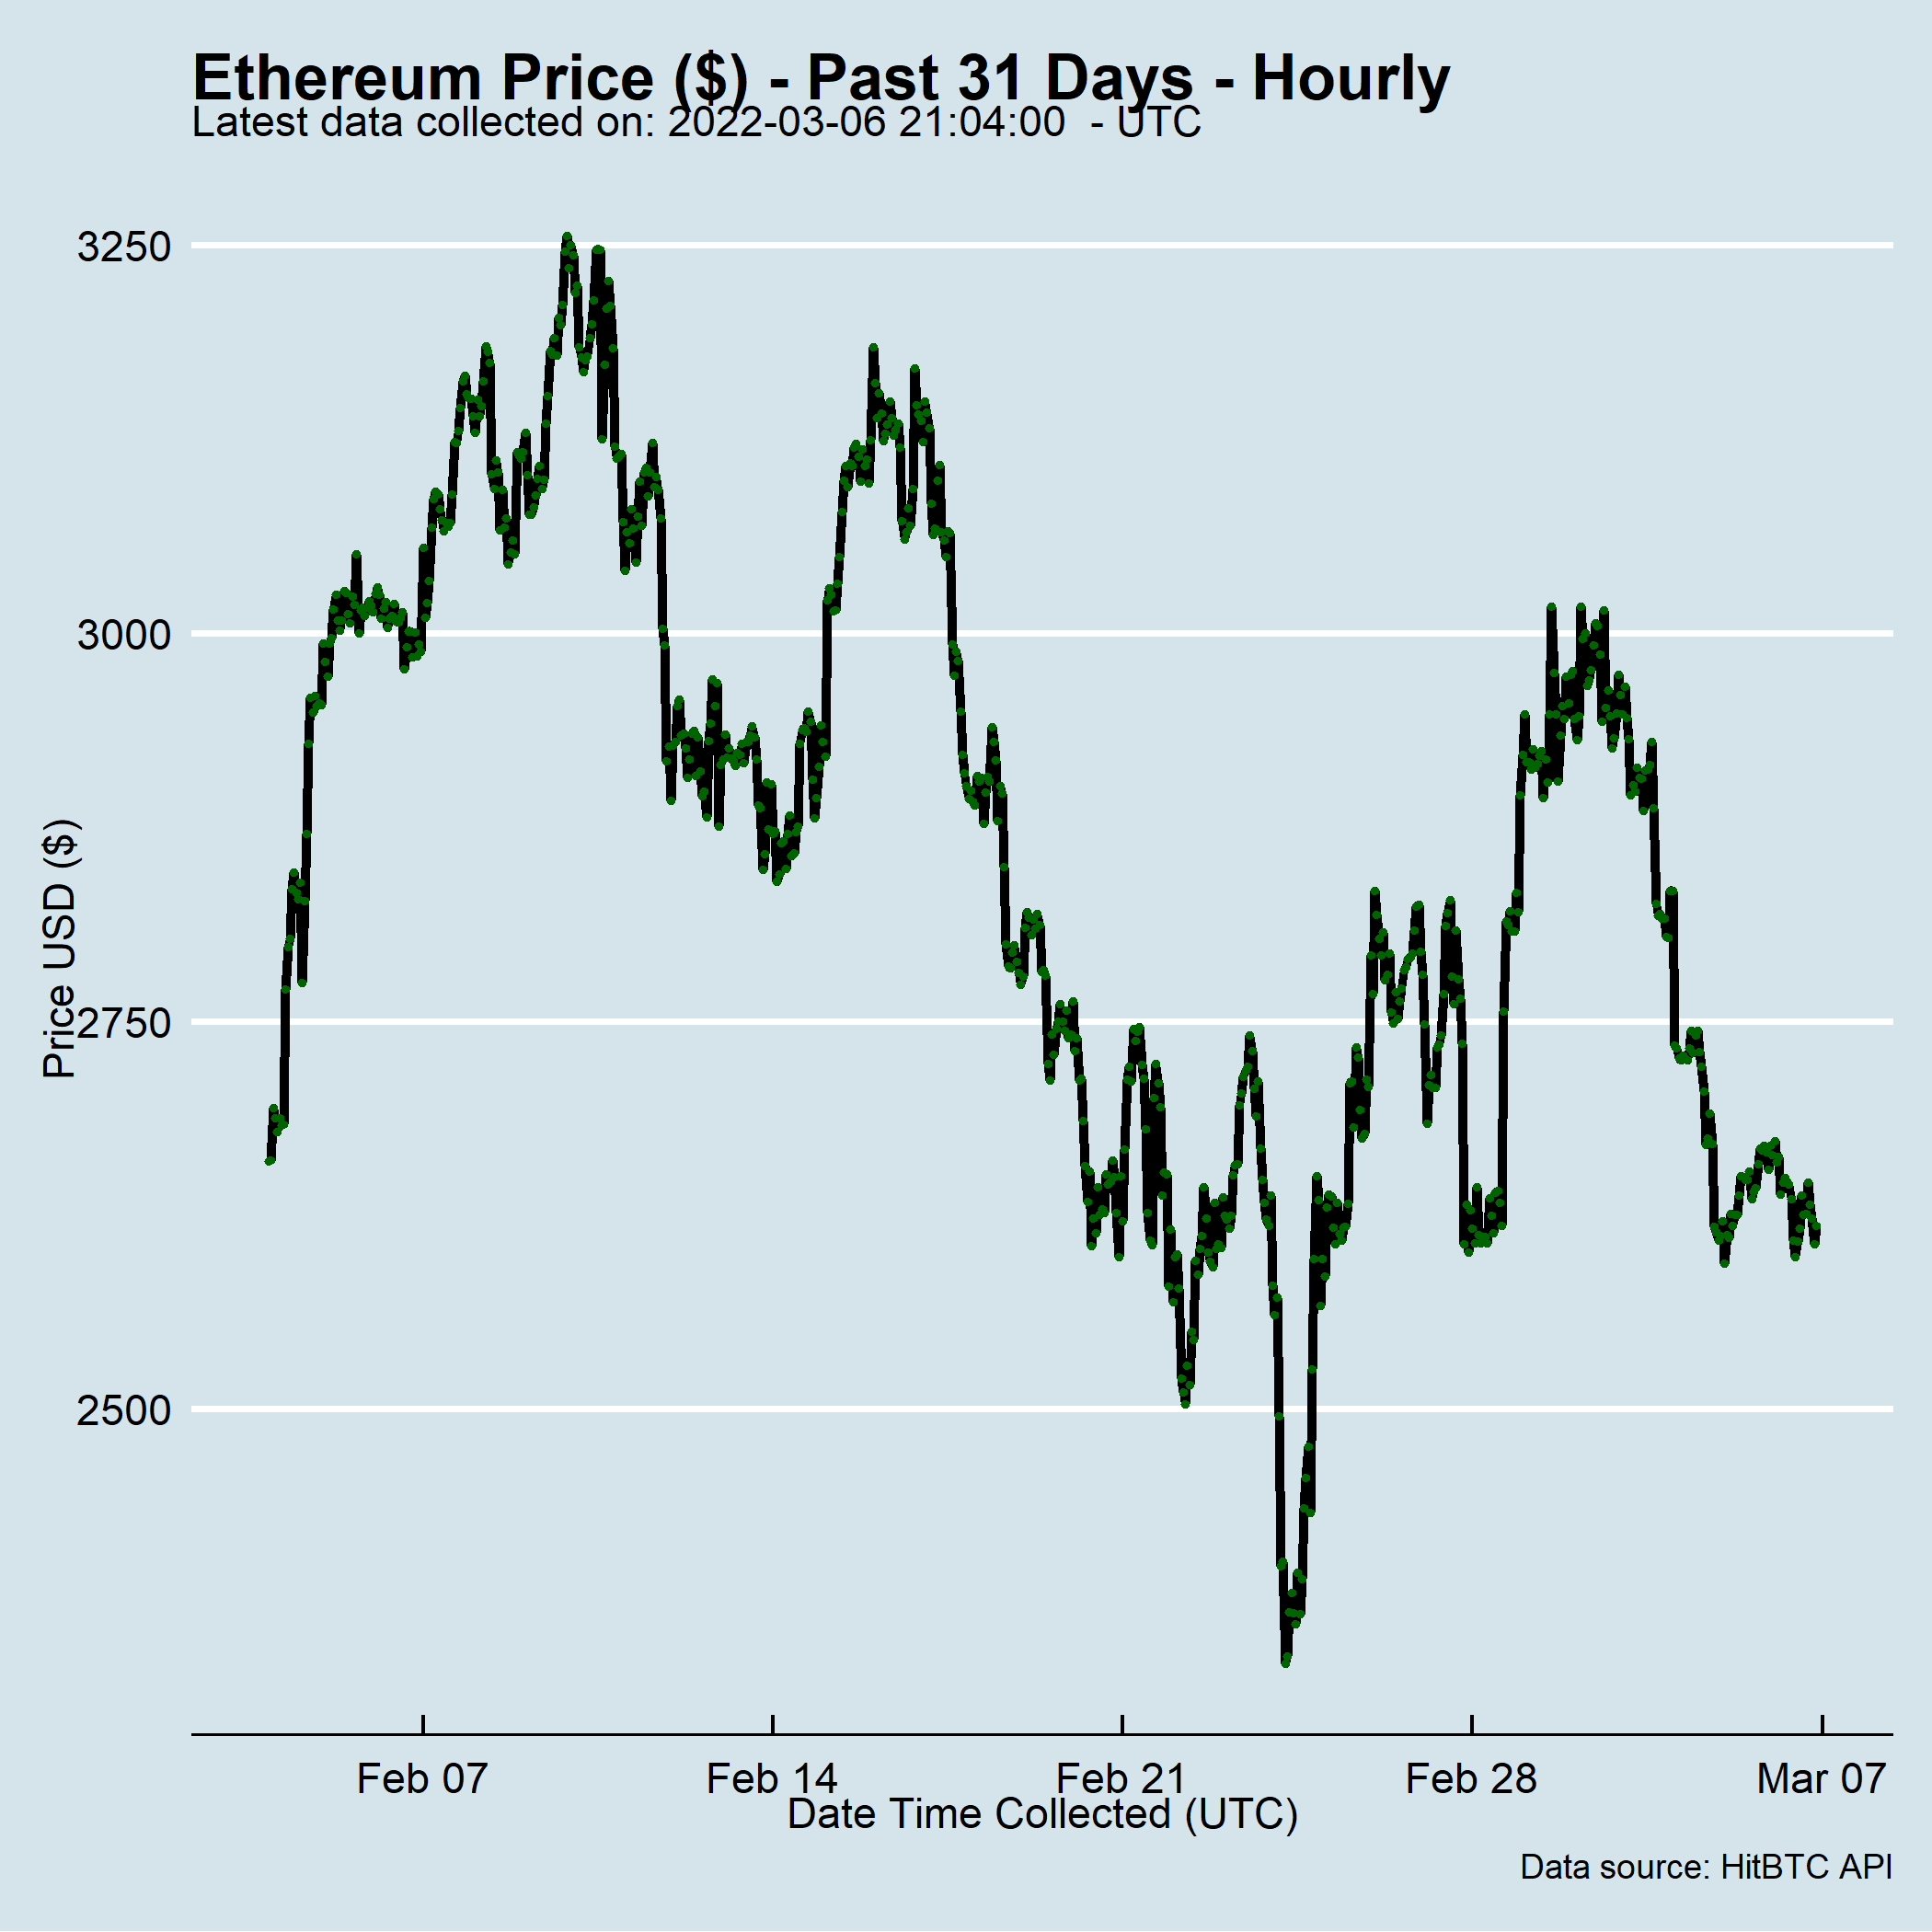 Ethereum Price ($) - Past 31 Days - Hourly
Latest data collected on: 2022-03-06 21:04:00  - UTC
3250
3000
2750
2500
Price USD ($)
Feb 07
Feb 14
Feb 21
Feb 28
Mar 07
Date Time Collected (UTC)
Data source: HitBTC API